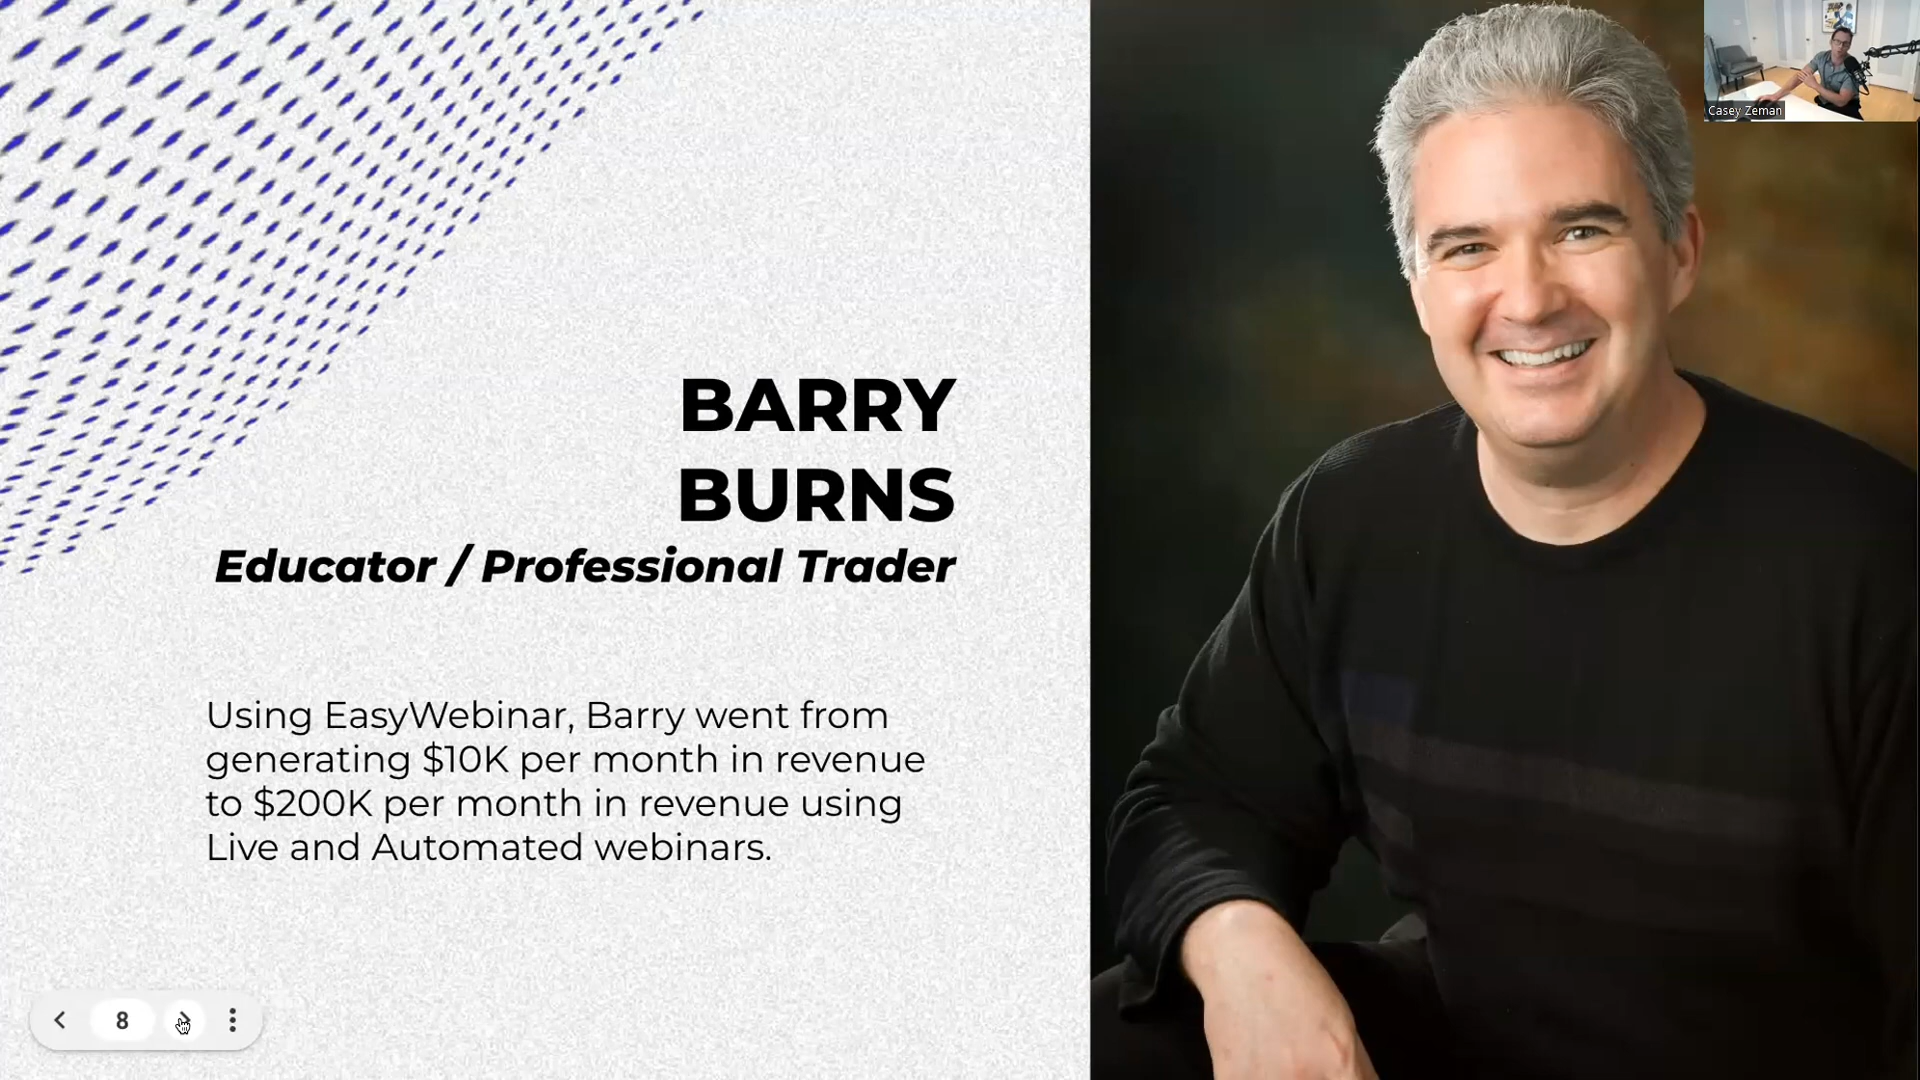 Casey Zeman
BARRY
BURNS
Educator / Professional Trader
Using EasyWebinar, Barry went from
generating $10K per month in revenue
to $200K per month in revenue using
Live and Automated webinars.
8